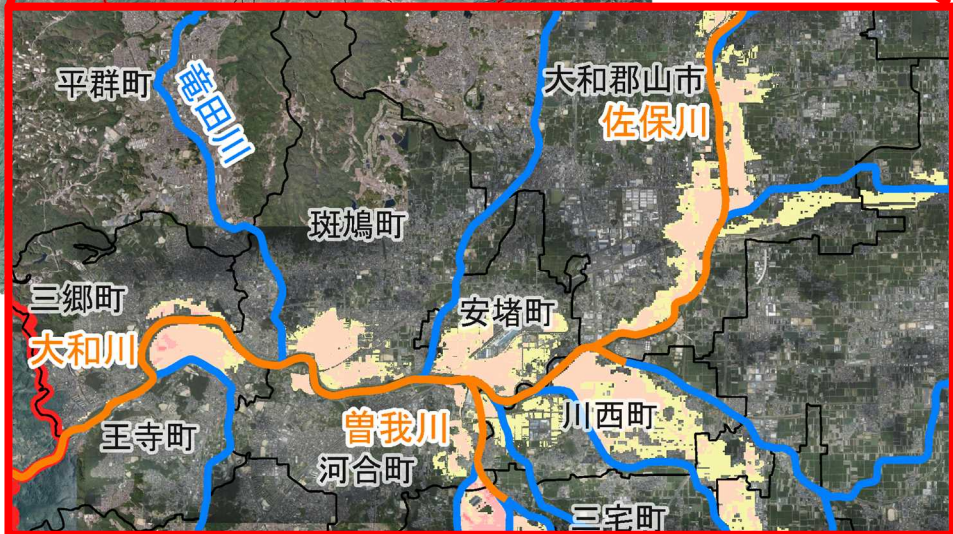 平群町
竜田川
大和郡山市
佐保川
斑鳩町
三郷町
安堵町
大和川
王寺町
曽我川
川西町
河合町
三宅町